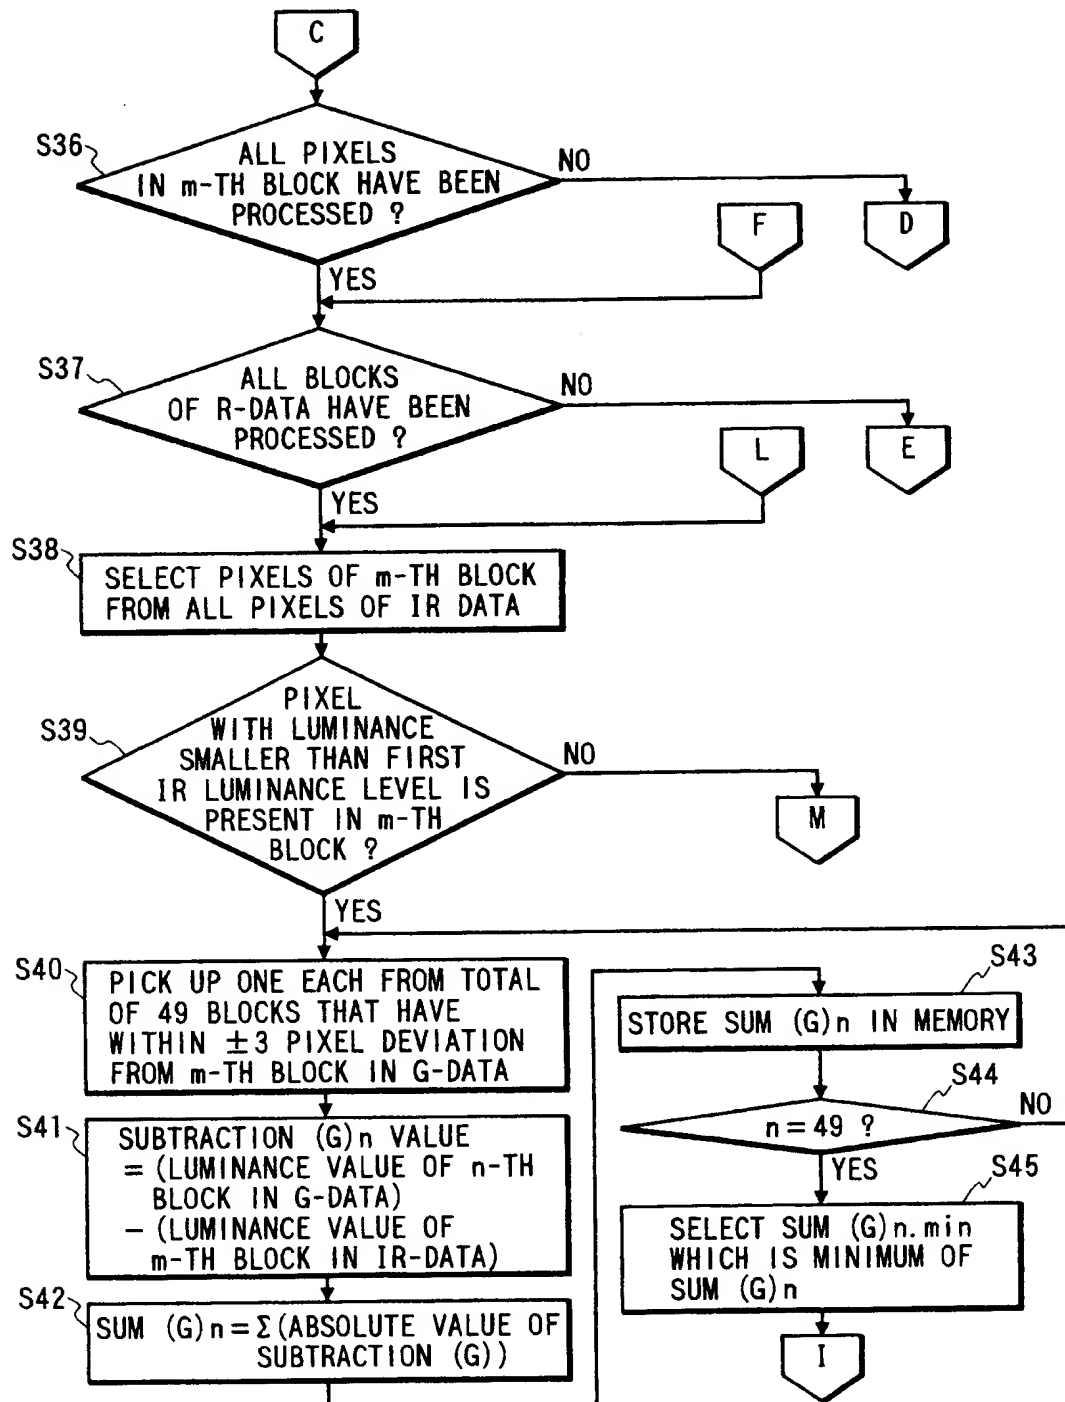 C
S36
ALL PIXELS
IN m-TH BLOCK HAVE BEEN
PROCESSED ?
NO
D
F
YES
S37
ALL BLOCKS
OF R-DATA HAVE BEEN
PROCESSED ?
NO
E
L
YES
S38
SELECT PIXELS OF m-TH BLOCK
FROM ALL PIXELS OF IR DATA
S39
PIXEL
WITH LUMINANCE
SMALLER THAN FIRST
IR LUMINANCE LEVEL IS
PRESENT IN m-TH
BLOCK ?
NO
M
YES
S40
PICK UP ONE EACH FROM TOTAL
OF 49 BLOCKS THAT HAVE
WITHIN ±3 PIXEL DEVIATION
FROM m-TH BLOCK IN G-DATA
S41
SUBTRACTION (G)n VALUE
= (LUMINANCE VALUE OF n-TH
BLOCK IN G-DATA)
− (LUMINANCE VALUE OF
m-TH BLOCK IN IR-DATA)
S42
SUM (G)n = Σ (ABSOLUTE VALUE OF
SUBTRACTION (G))
S43
STORE SUM (G)n IN MEMORY
S44
n = 49 ?
NO
YES
S45
SELECT SUM (G)n.min
WHICH IS MINIMUM OF
SUM (G)n
I